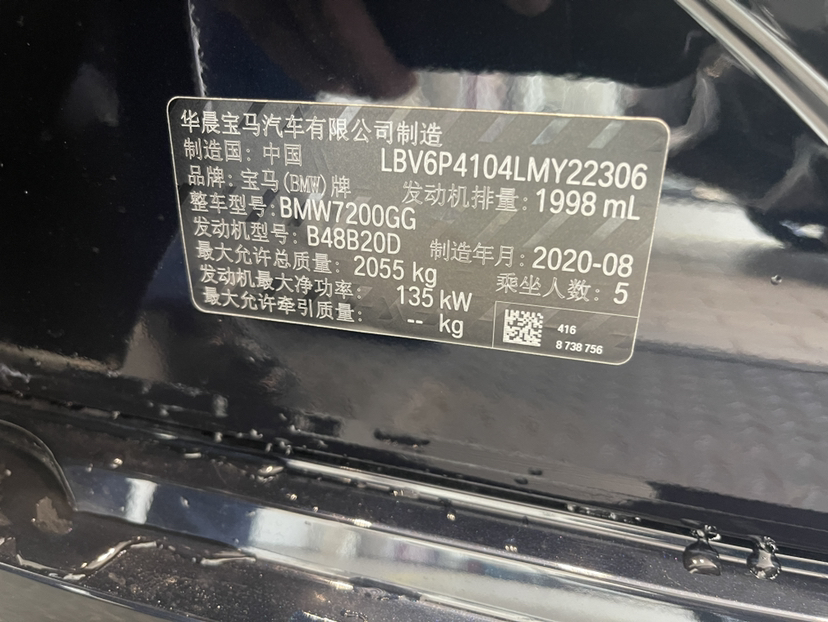 华晨宝马汽车有限公司制造
制造国：中国 LBV6P4104LMY22306
品牌：宝马(BMW)牌 发动机排量：1998 mL
整车型号：BMW7200GG
发动机型号：B48B20D 制造年月：2020-08
最大允许总质量：2055 kg 乘坐人数：5
发动机最大净功率：135 kW
最大允许牵引质量：-- kg
416
8 738 756